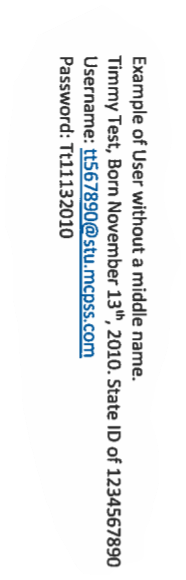 Example of User without a middle name.
Timmy Test, Born November 13th, 2010. State ID of 1234567890
Username: tt567890@stu.mcpss.com
Password: Tt11132010